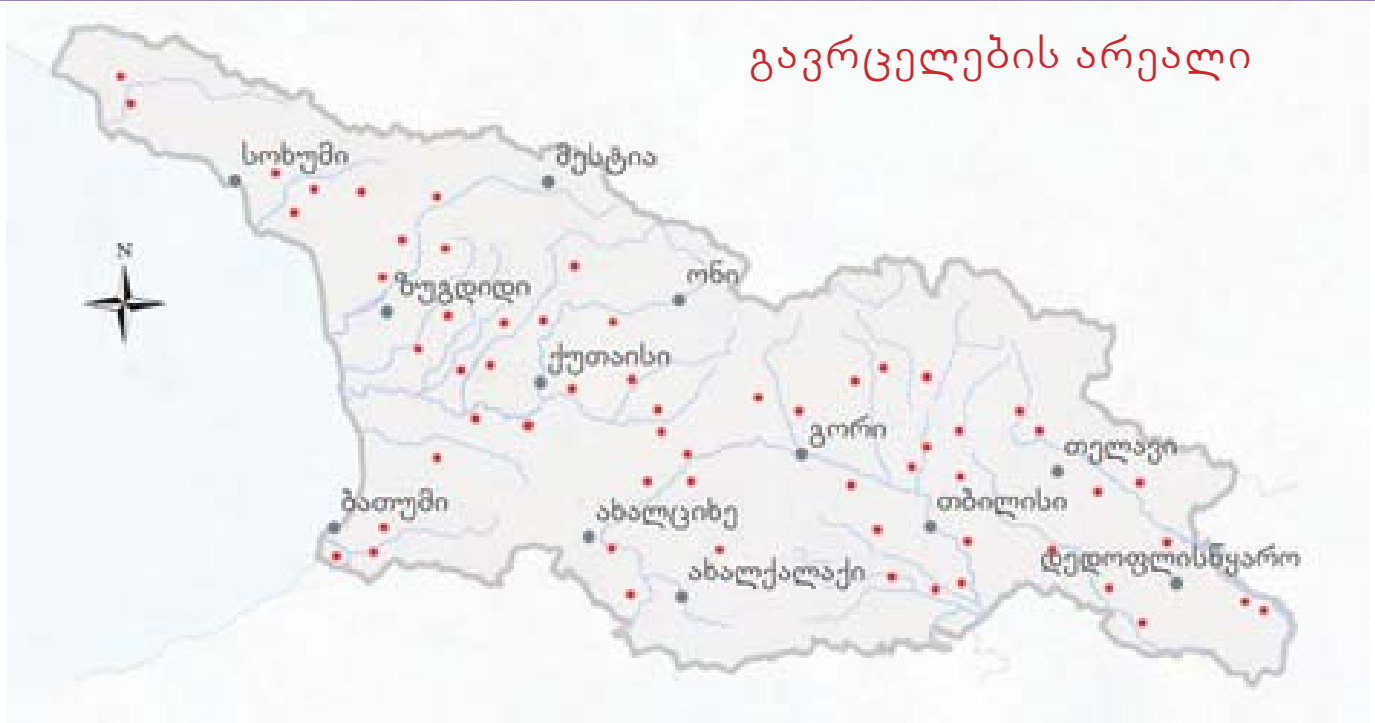 გავრცელების არეალი
სოხუმი
მესტია
N
ონი
ზუგდიდი
ქუთაისი
გორი
თელავი
ბათუმი
ახალციხე
თბილისი
ახალქალაქი
დედოფლისწყარო